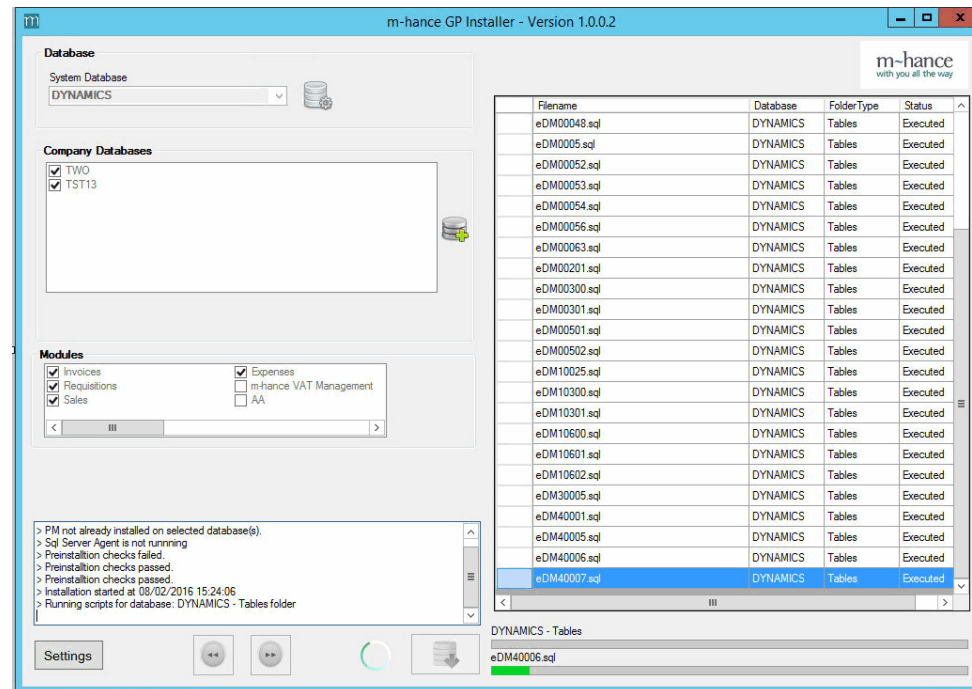 m-hance GP Installer - Version 1.0.0.2
Database
System Database
DYNAMICS
m~hance
with you all the way
Company Databases
TWO
TST13
Modules
Invoices
Expenses
Requisitions
m-hance VAT Management
Sales
AA
> PM not already installed on selected database(s).
> Sql Server Agent is not runnning
> Preinstalltion checks failed.
> Preinstalltion checks passed.
> Preinstalltion checks passed.
> Installation started at 08/02/2016 15:24:06
> Running scripts for database: DYNAMICS - Tables folder
Settings
Filename Database FolderType Status
eDM00048.sql DYNAMICS Tables Executed
eDM0005.sql DYNAMICS Tables Executed
eDM00052.sql DYNAMICS Tables Executed
eDM00053.sql DYNAMICS Tables Executed
eDM00054.sql DYNAMICS Tables Executed
eDM00056.sql DYNAMICS Tables Executed
eDM00063.sql DYNAMICS Tables Executed
eDM00201.sql DYNAMICS Tables Executed
eDM00300.sql DYNAMICS Tables Executed
eDM00301.sql DYNAMICS Tables Executed
eDM00501.sql DYNAMICS Tables Executed
eDM00502.sql DYNAMICS Tables Executed
eDM10025.sql DYNAMICS Tables Executed
eDM10300.sql DYNAMICS Tables Executed
eDM10301.sql DYNAMICS Tables Executed
eDM10600.sql DYNAMICS Tables Executed
eDM10601.sql DYNAMICS Tables Executed
eDM10602.sql DYNAMICS Tables Executed
eDM30005.sql DYNAMICS Tables Executed
eDM40001.sql DYNAMICS Tables Executed
eDM40005.sql DYNAMICS Tables Executed
eDM40006.sql DYNAMICS Tables Executed
eDM40007.sql DYNAMICS Tables Executed
DYNAMICS - Tables
eDM40006.sql